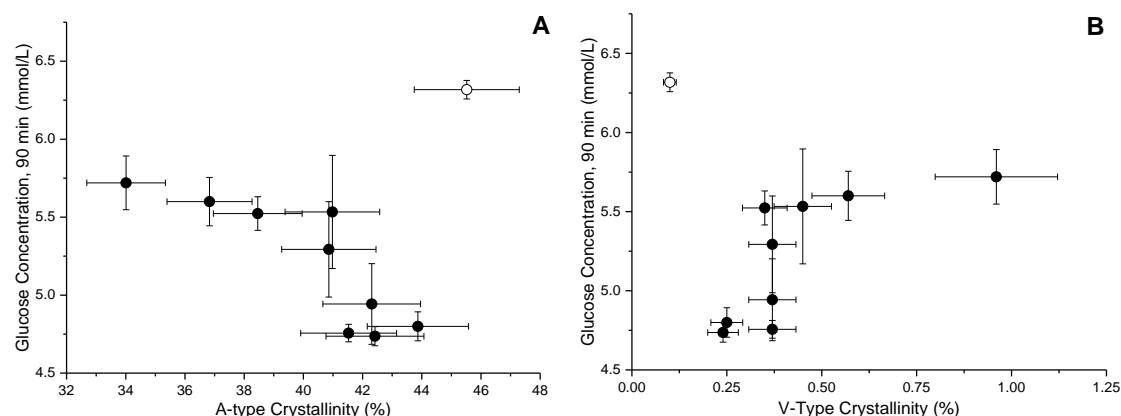 A
Glucose Concentration, 90 min (mmol/L)
6.5
6.0
5.5
5.0
4.5
32 34 36 38 40 42 44 46 48
A-type Crystallinity (%)
B
Glucose Concentration, 90 min (mmol/L)
6.5
6.0
5.5
5.0
4.5
0.00 0.25 0.50 0.75 1.00 1.25
V-Type Crystallinity (%)